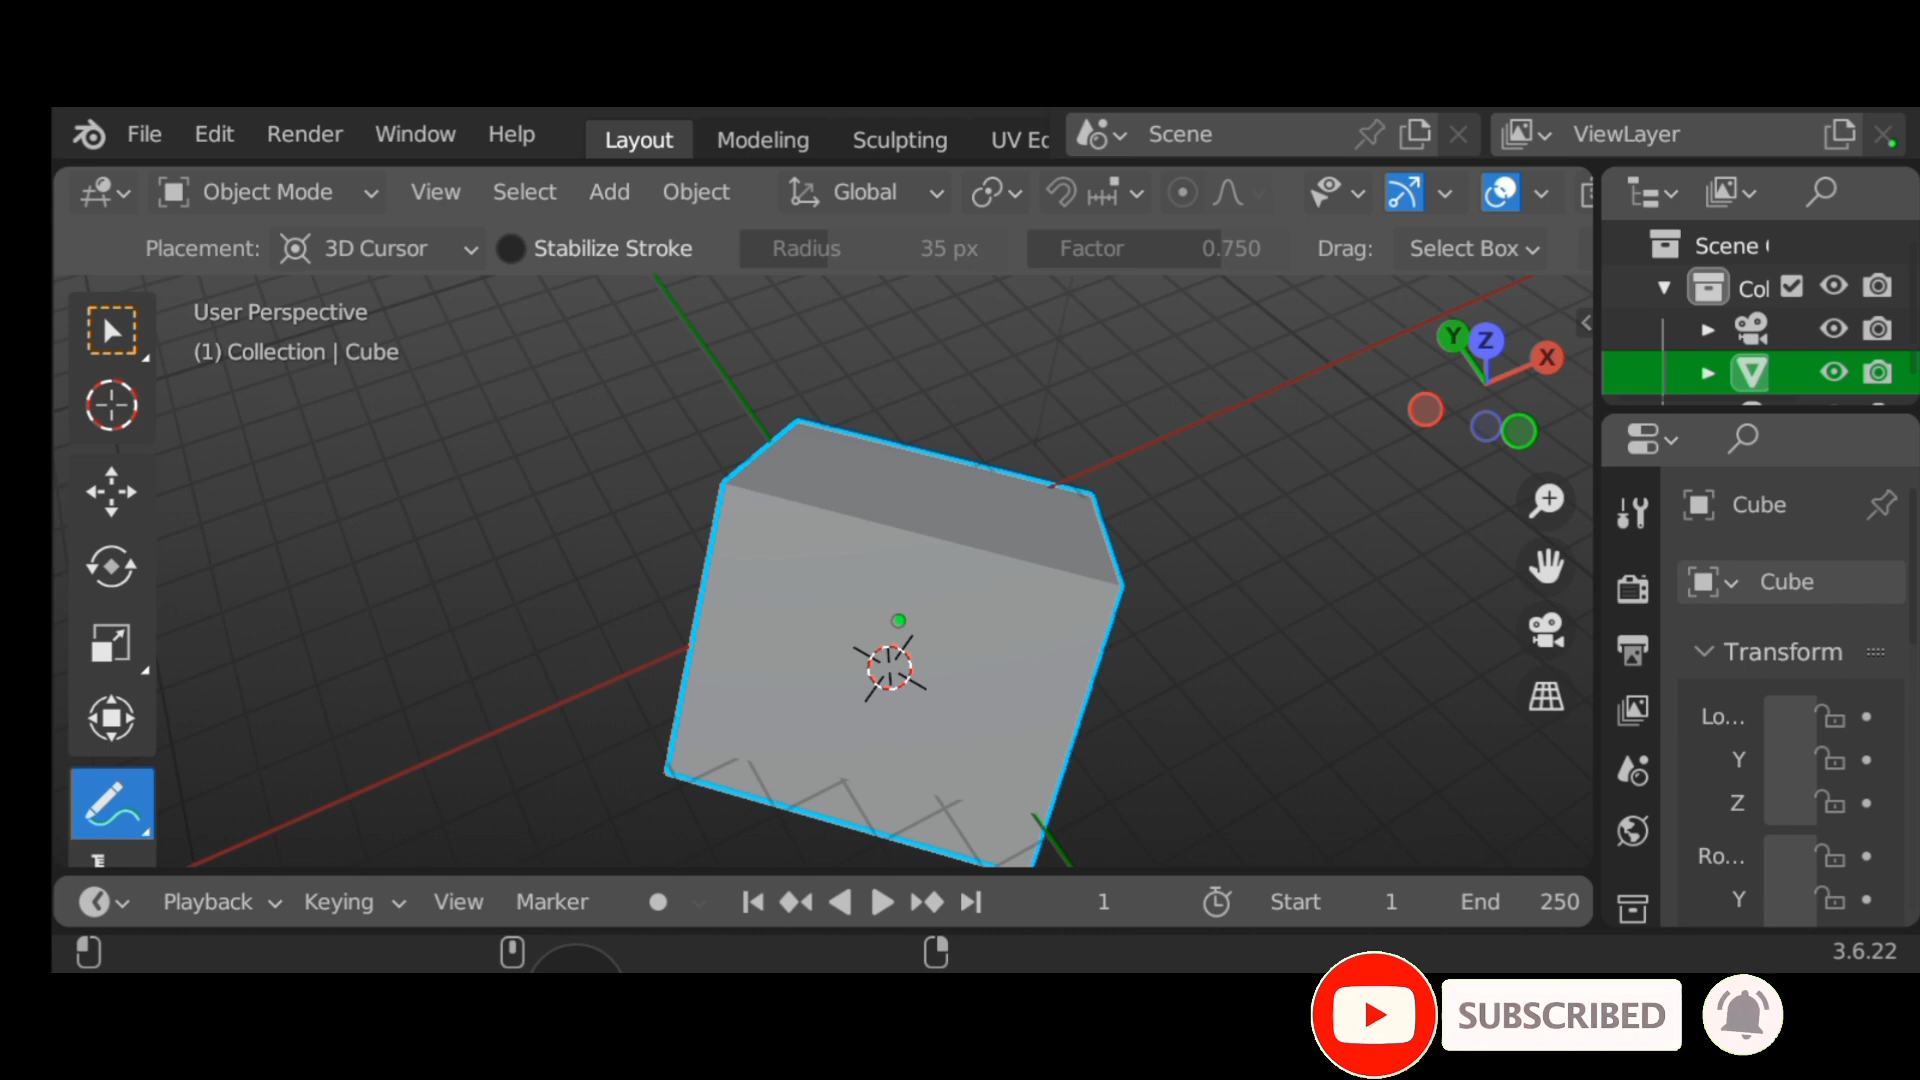 File Edit Render Window Help Layout Modeling Sculpting UV Ec Scene ViewLayer
Object Mode View Select Add Object Global
Placement: 3D Cursor Stabilize Stroke Radius 35 px Factor 0.750 Drag: Select Box
Scene
Col
User Perspective
(1) Collection | Cube
Y Z X
Cube
Cube
Transform
Lo...
Y
Z
Ro...
Y
Playback Keying View Marker 1 Start 1 End 250
3.6.22
SUBSCRIBED